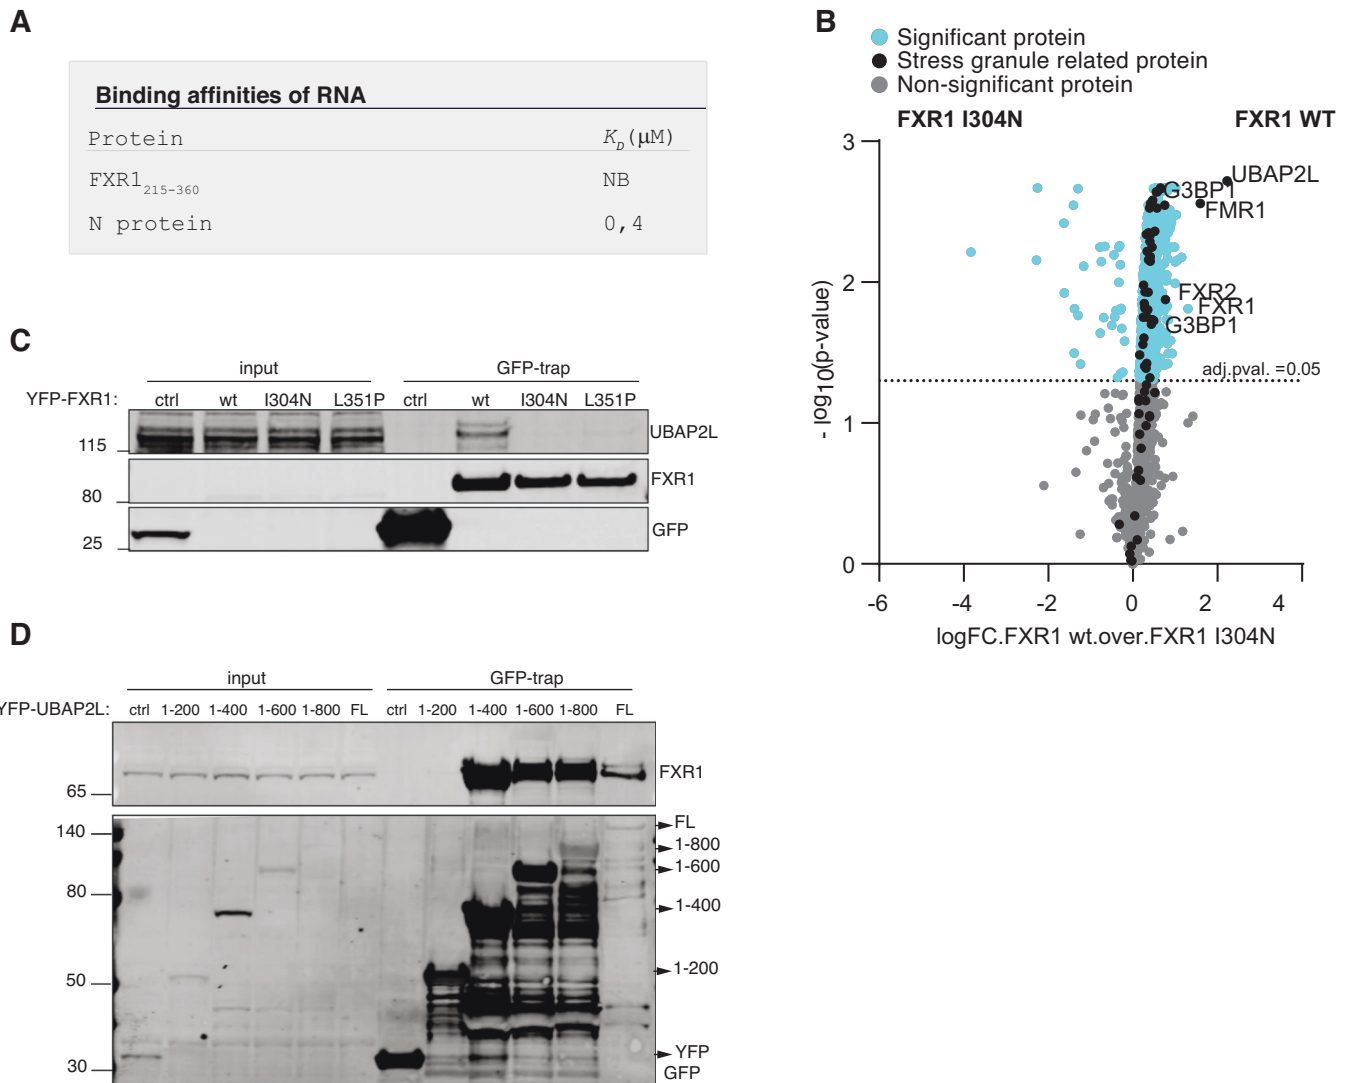 A
Binding affinities of RNA
Protein K_D(μM)
FXR1_215-360 NB
N protein 0,4
B
Significant protein
Stress granule related protein
Non-significant protein
FXR1 I304N FXR1 WT
3
2
1
0
- log10(p-value)
UBAP2L
G3BP1
FMR1
FXR2
FXR1
G3BP1
adj.pval. =0.05
-6 -4 -2 0 2 4
logFC.FXR1 wt.over.FXR1 I304N
C
input GFP-trap
YFP-FXR1: ctrl wt I304N L351P ctrl wt I304N L351P
115 UBAP2L
80 FXR1
25 GFP
D
input GFP-trap
YFP-UBAP2L: ctrl 1-200 1-400 1-600 1-800 FL ctrl 1-200 1-400 1-600 1-800 FL
FXR1
65
140
80
50
30
FL
1-800
1-600
1-400
1-200
YFP
GFP